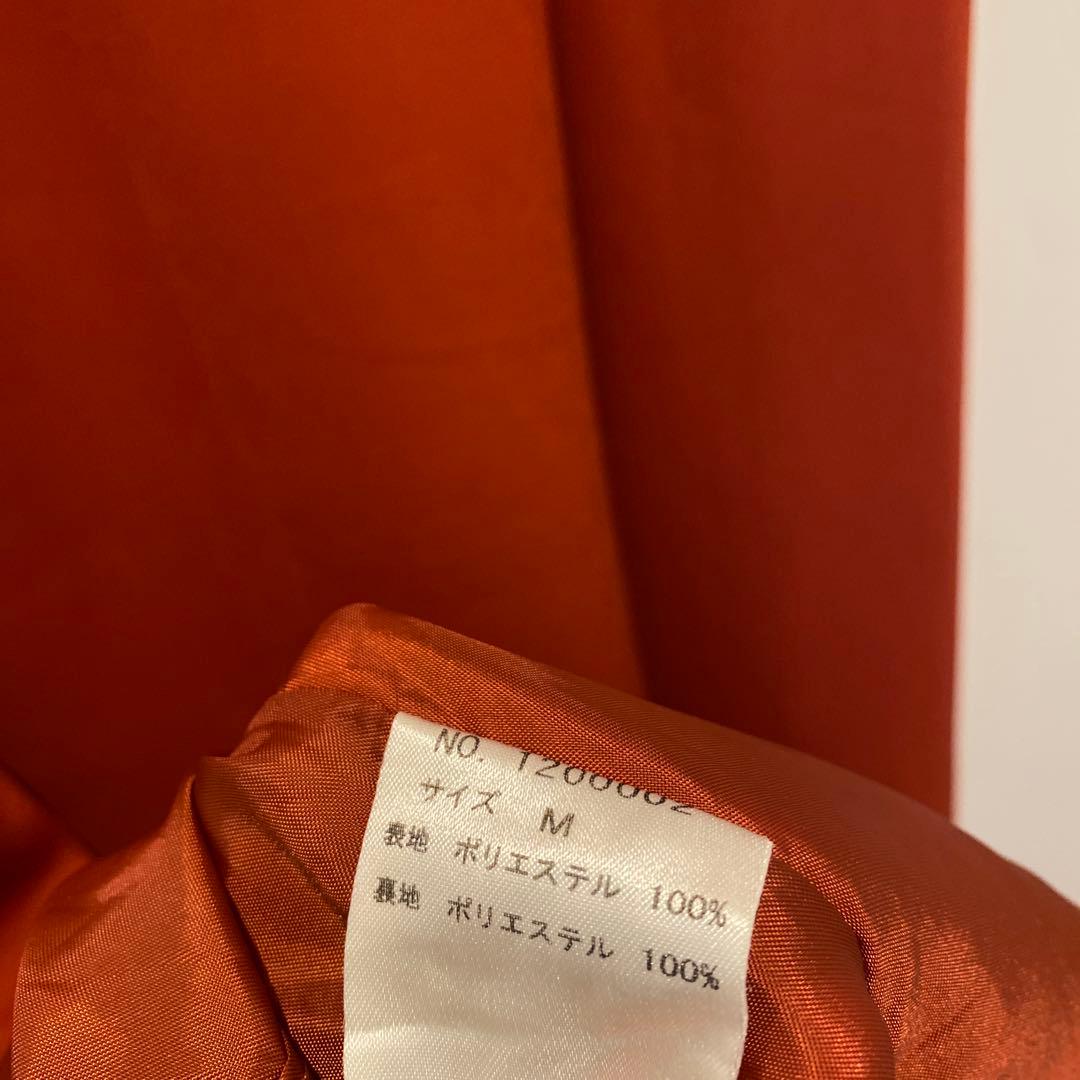 NO.
サイズ M
表地 ポリエステル 100%
裏地 ポリエステル 100%